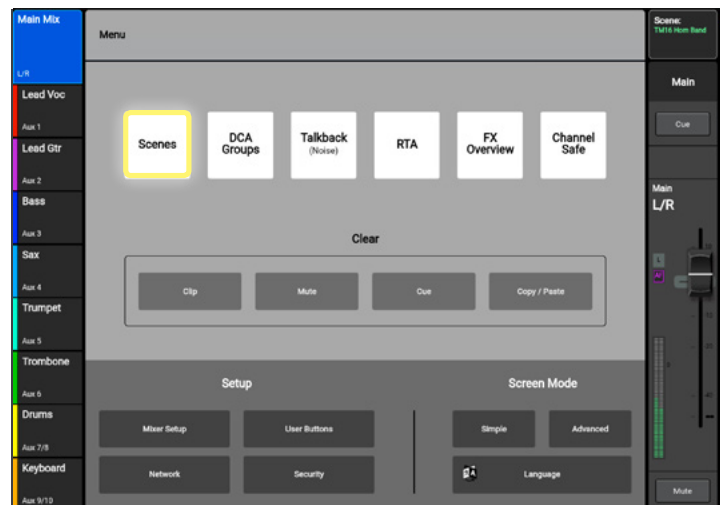 Main Mix
L/R
Lead Voc
Aux 1
Lead Gtr
Aux 2
Bass
Aux 3
Sax
Aux 4
Trumpet
Aux 5
Trombone
Aux 6
Drums
Aux 7/8
Keyboard
Aux 9/10
Menu
Scenes
DCA
Groups
Talkback
(Noise)
RTA
FX
Overview
Channel
Safe
Clear
Clip
Mute
Cue
Copy / Paste
Setup
Mixer Setup
User Buttons
Network
Security
Screen Mode
Simple
Advanced
Language
Scene:
TM16 Horn Band
Main
Cue
Main
L/R
L
10
20
40
Mute